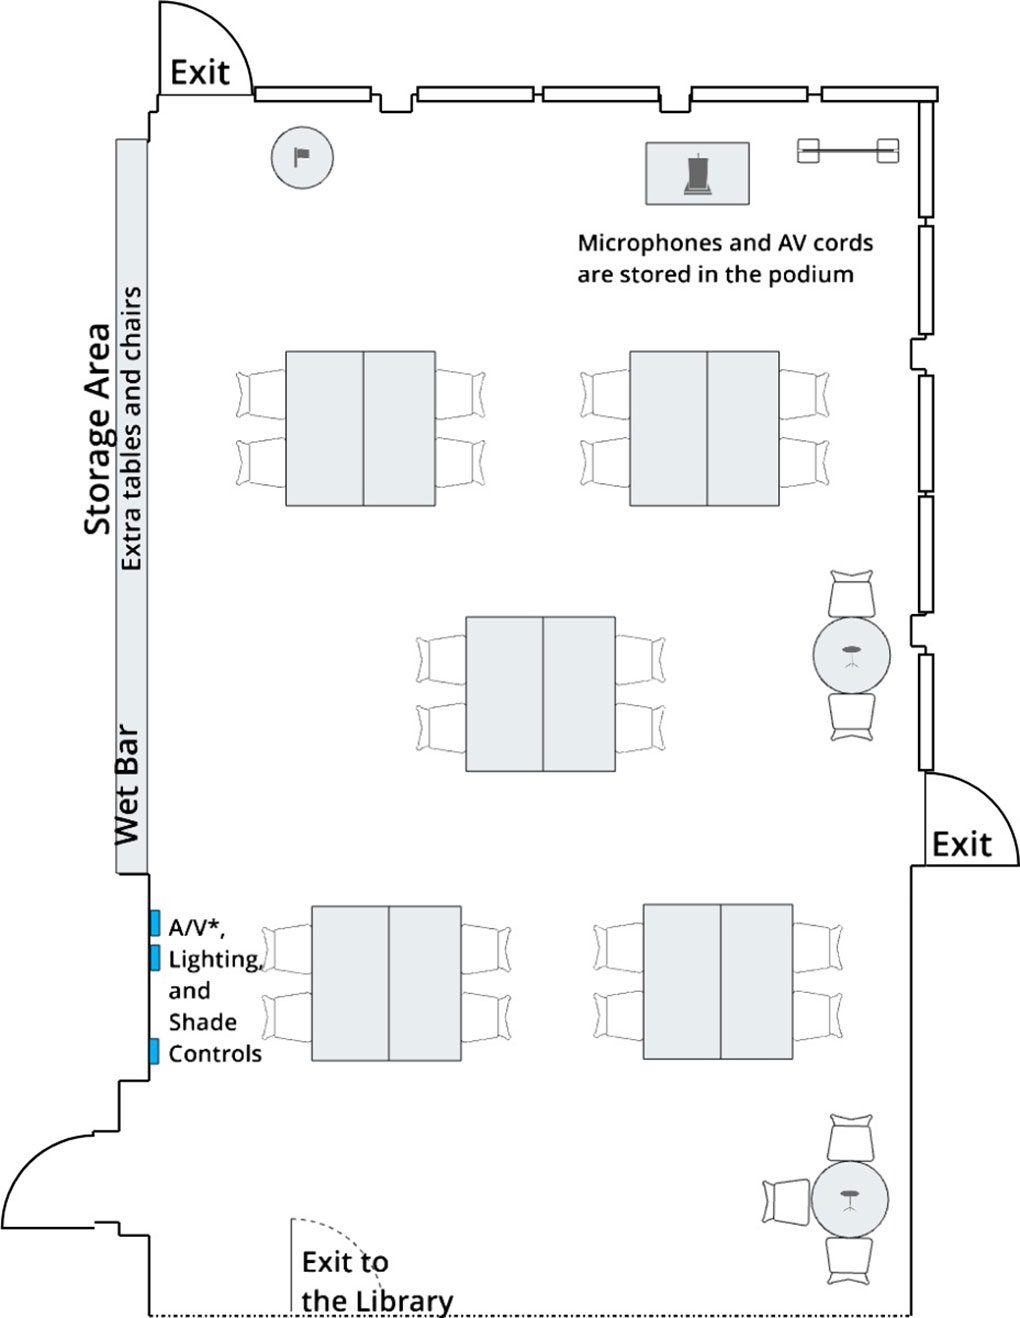 Exit
Microphones and AV cords
are stored in the podium
Storage Area
Extra tables and chairs
Wet Bar
Exit
A/V*,
Lighting,
and
Shade
Controls
Exit to
the Library